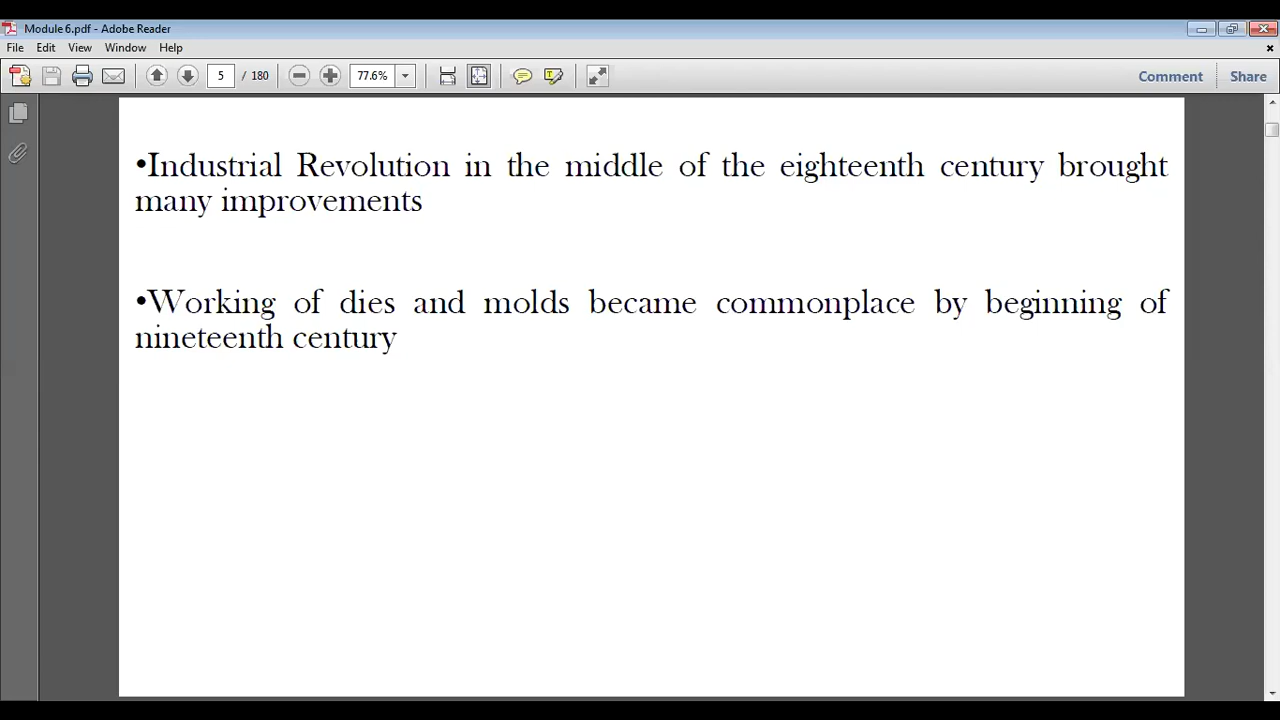 Module 6.pdf - Adobe Reader
File Edit View Window Help
5 / 180 77.6% Comment Share
•Industrial Revolution in the middle of the eighteenth century brought
many improvements
•Working of dies and molds became commonplace by beginning of
nineteenth century